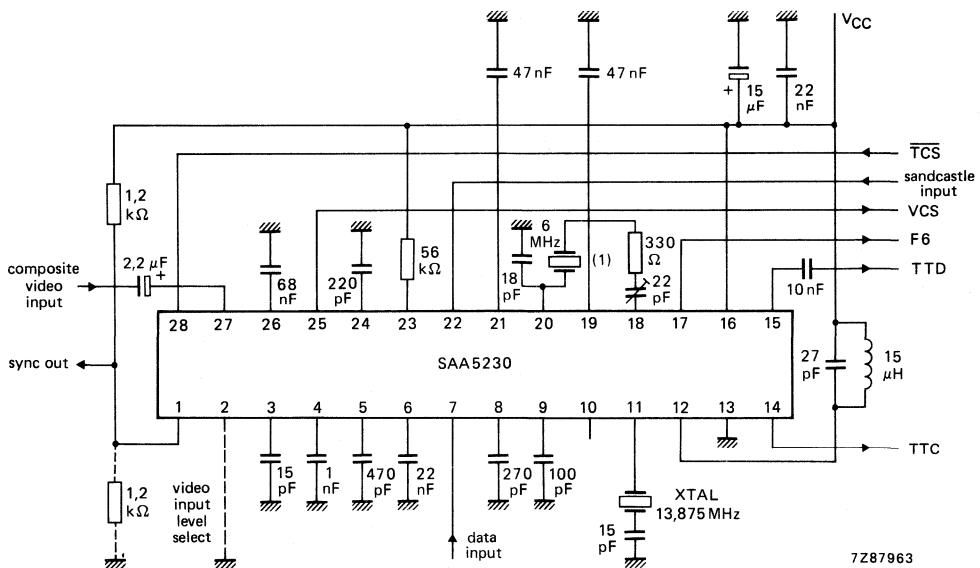 VCC
47 nF
47 nF
+ 15 μF
22 nF
TCS
sandcastle input
VCS
F6
TTD
10 nF
1,2 kΩ
composite video input
2,2 μF +
68 nF
220 pF
56 kΩ
18 pF
6 MHz
(1)
330 Ω
22 pF
28 27 26 25 24 23 22 21 20 19 18 17 16 15
sync out
SAA5230
27 pF
15 μH
1 2 3 4 5 6 7 8 9 10 11 12 13 14
TTC
1,2 kΩ
video input level select
15 pF
1 nF
470 pF
22 nF
data input
270 pF
100 pF
XTAL
13,875 MHz
15 pF
7Z87963